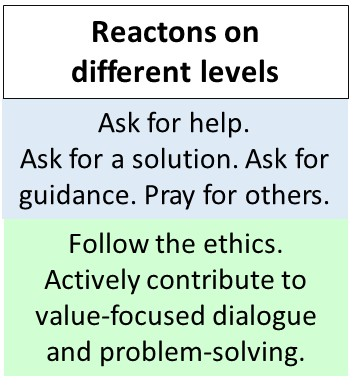 Reactons on
different levels
Ask for help.
Ask for a solution. Ask for
guidance. Pray for others.
Follow the ethics.
Actively contribute to
value-focused dialogue
and problem-solving.